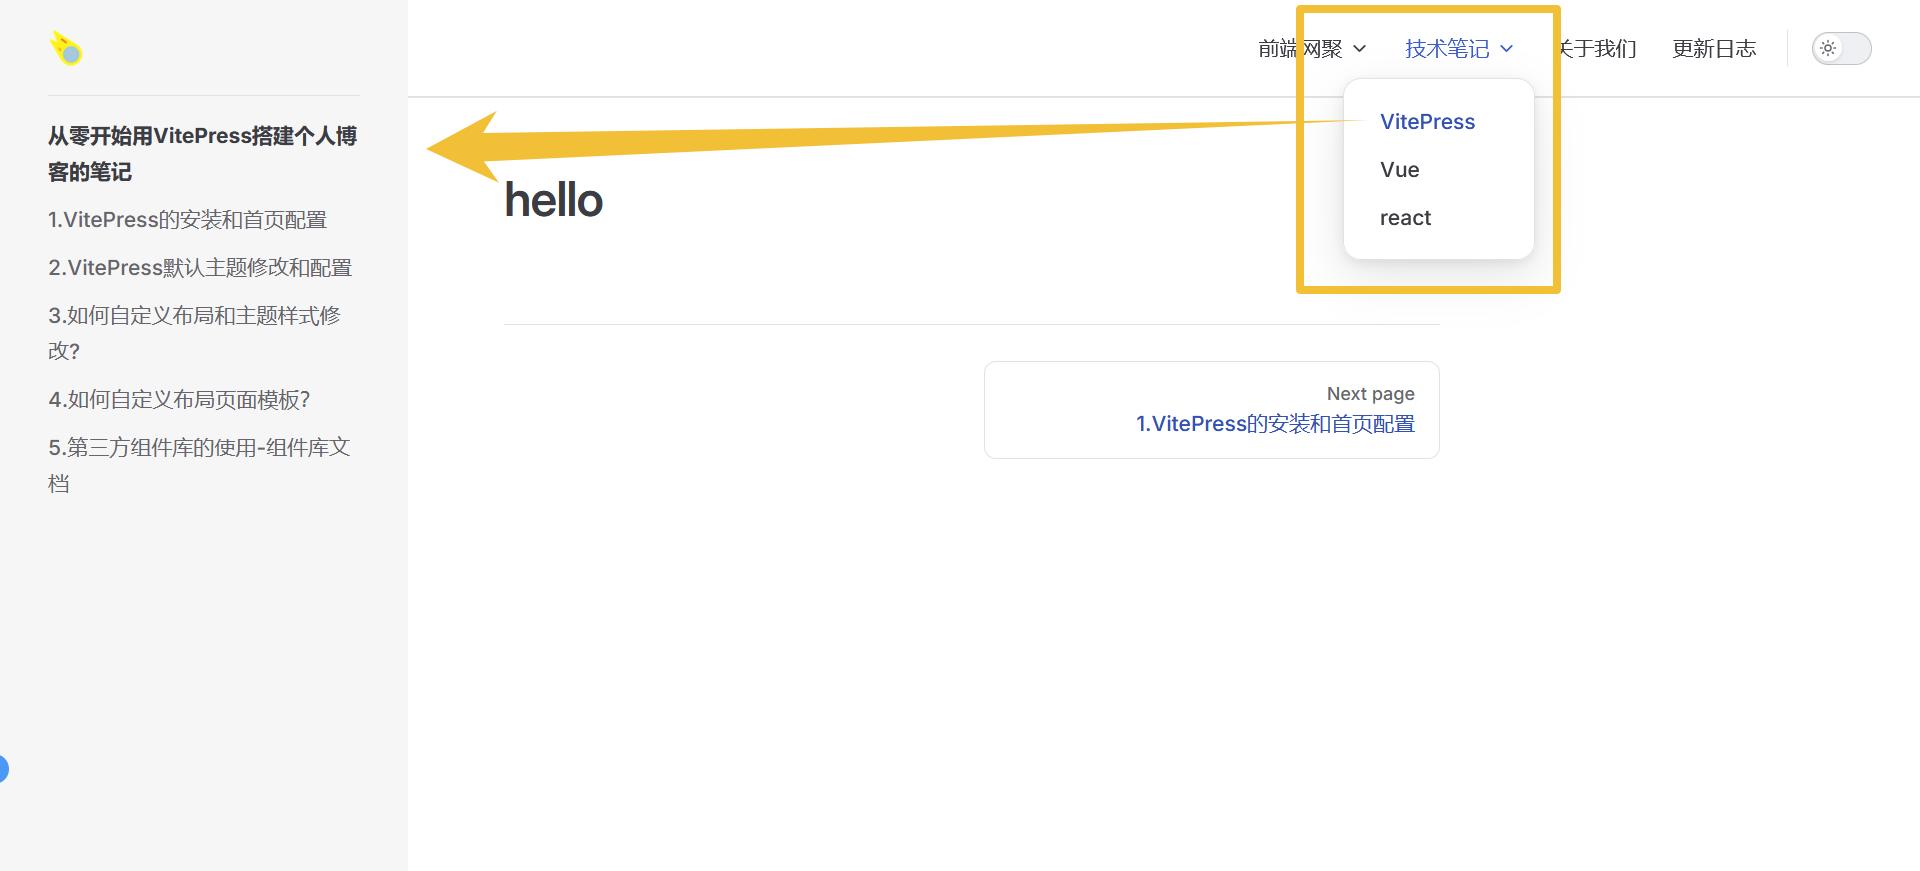 前端网聚
技术笔记
关于我们
更新日志
VitePress
Vue
react
从零开始用VitePress搭建个人博
客的笔记
1.VitePress的安装和首页配置
2.VitePress默认主题修改和配置
3.如何自定义布局和主题样式修
改?
4.如何自定义布局页面模板?
5.第三方组件库的使用-组件库文
档
hello
Next page
1.VitePress的安装和首页配置